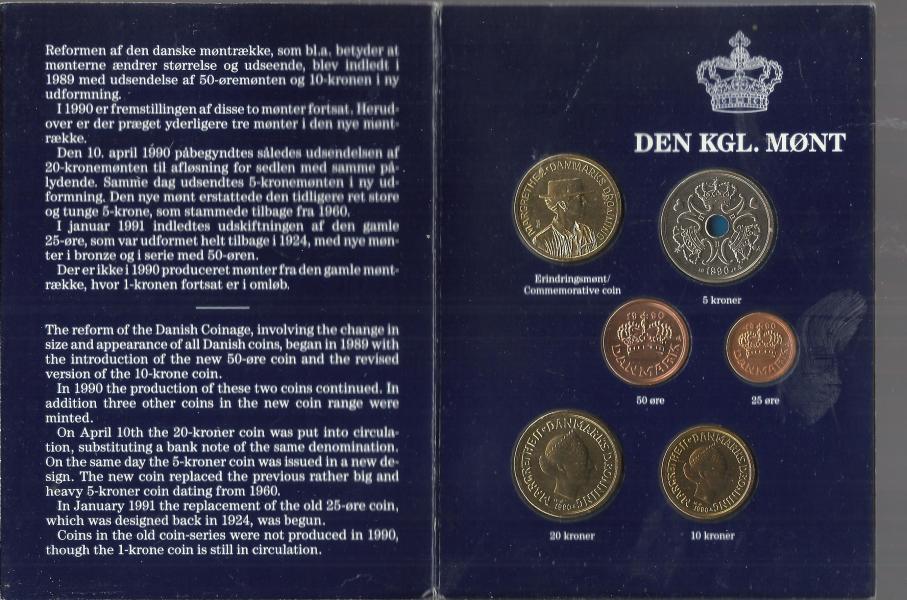 Reformen af den danske møntrække, som bl.a. betyder at
mønterne ændrer størrelse og udseende, blev indledt i
1989 med udsendelse af 50-øremønten og 10-kronen i ny
udformning.
I 1990 er fremstillingen af disse to mønter fortsat. Herud-
over er der præget yderligere tre mønter i den nye mønt-
række.
Den 10. april 1990 påbegyndtes således udsendelsen af
20-kronemønten til afløsning for sedlen med samme på-
lydende. Samme dag udsendtes 5-kronemønten i ny ud-
formning. Den nye mønt erstattede den tidligere ret store
og tunge 5-krone, som stammede tilbage fra 1960.
I januar 1991 indledtes udskiftningen af den gamle
25-øre, som var udformet helt tilbage i 1924, med nye møn-
ter i bronze og i serie med 50-øren.
Der er ikke i 1990 produceret mønter fra den gamle mønt-
række, hvor 1-kronen fortsat er i omløb.
The reform of the Danish Coinage, involving the change in
size and appearance of all Danish coins, began in 1989 with
the introduction of the new 50-øre coin and the revised
version of the 10-krone coin.
In 1990 the production of these two coins continued. In
addition three other coins in the new coin range were
minted.
On April 10th the 20-kroner coin was put into circula-
tion, substituting a bank note of the same denomination.
On the same day the 5-kroner coin was issued in a new de-
sign. The new coin replaced the previous rather big and
heavy 5-kroner coin dating from 1960.
In January 1991 the replacement of the old 25-øre coin,
which was designed back in 1924, was begun.
Coins in the old coin-series were not produced in 1990,
though the 1-krone coin is still in circulation.
DEN KGL. MØNT
MARGRETHE 2. DANMARKS DRONNING
Erindringsmønt/
Commemorative coin
1990
5 kroner
1990
DANMARK
50 øre
1990
DANMARK
25 øre
MARGRETHE II DANMARKS DRONNING
1990
20 kroner
MARGRETHE II DANMARKS DRONNING
1990
10 kroner